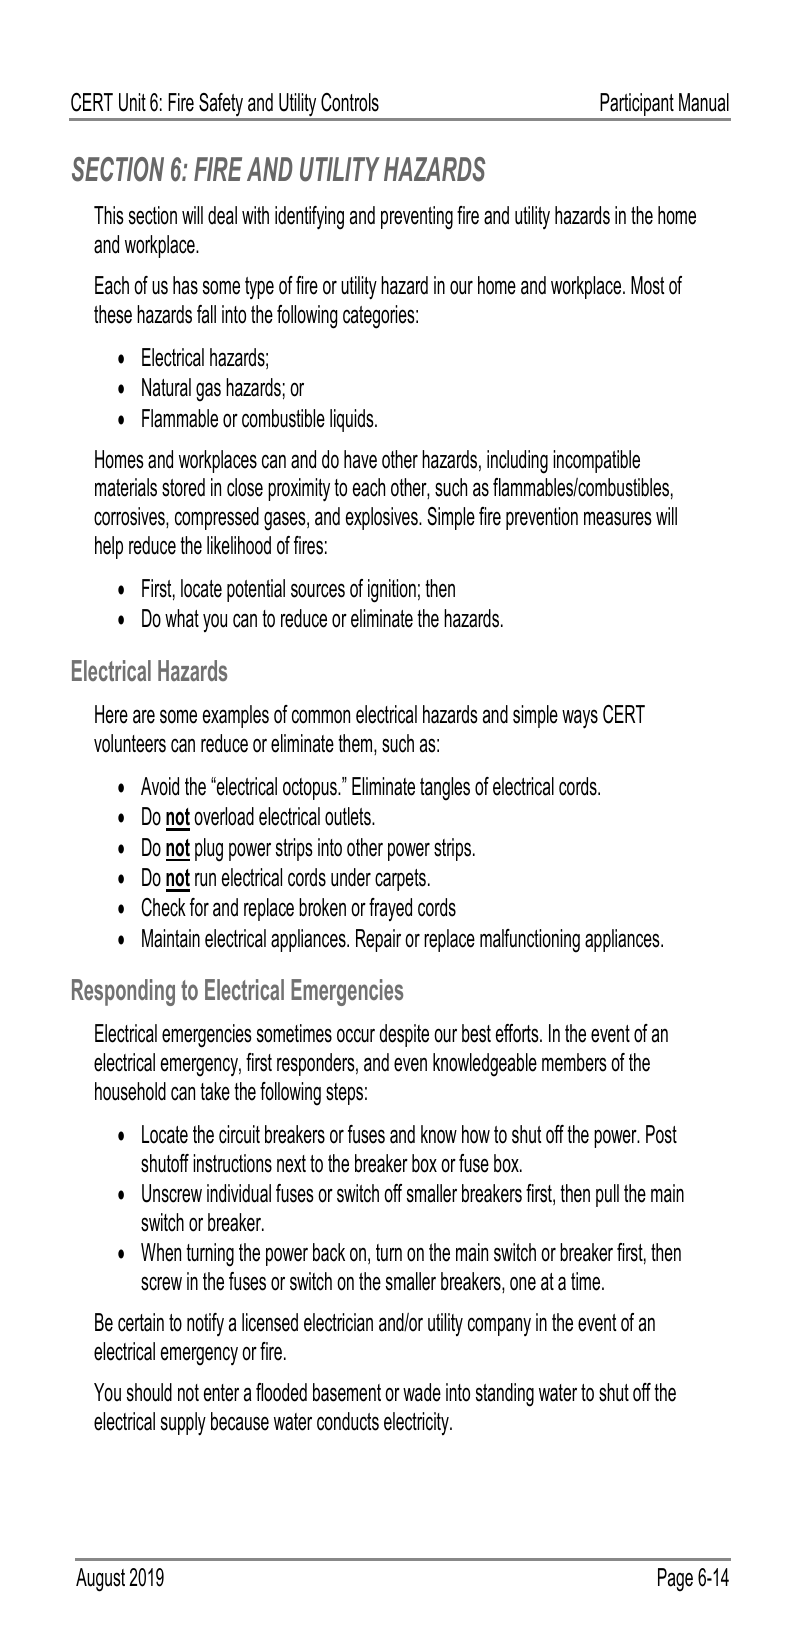 CERT Unit 6: Fire Safety and Utility Controls Participant Manual
SECTION 6: FIRE AND UTILITY HAZARDS
This section will deal with identifying and preventing fire and utility hazards in the home
and workplace.
Each of us has some type of fire or utility hazard in our home and workplace. Most of
these hazards fall into the following categories:
• Electrical hazards;
• Natural gas hazards; or
• Flammable or combustible liquids.
Homes and workplaces can and do have other hazards, including incompatible
materials stored in close proximity to each other, such as flammables/combustibles,
corrosives, compressed gases, and explosives. Simple fire prevention measures will
help reduce the likelihood of fires:
• First, locate potential sources of ignition; then
• Do what you can to reduce or eliminate the hazards.
Electrical Hazards
Here are some examples of common electrical hazards and simple ways CERT
volunteers can reduce or eliminate them, such as:
• Avoid the “electrical octopus.” Eliminate tangles of electrical cords.
• Do not overload electrical outlets.
• Do not plug power strips into other power strips.
• Do not run electrical cords under carpets.
• Check for and replace broken or frayed cords
• Maintain electrical appliances. Repair or replace malfunctioning appliances.
Responding to Electrical Emergencies
Electrical emergencies sometimes occur despite our best efforts. In the event of an
electrical emergency, first responders, and even knowledgeable members of the
household can take the following steps:
• Locate the circuit breakers or fuses and know how to shut off the power. Post
shutoff instructions next to the breaker box or fuse box.
• Unscrew individual fuses or switch off smaller breakers first, then pull the main
switch or breaker.
• When turning the power back on, turn on the main switch or breaker first, then
screw in the fuses or switch on the smaller breakers, one at a time.
Be certain to notify a licensed electrician and/or utility company in the event of an
electrical emergency or fire.
You should not enter a flooded basement or wade into standing water to shut off the
electrical supply because water conducts electricity.
August 2019 Page 6-14